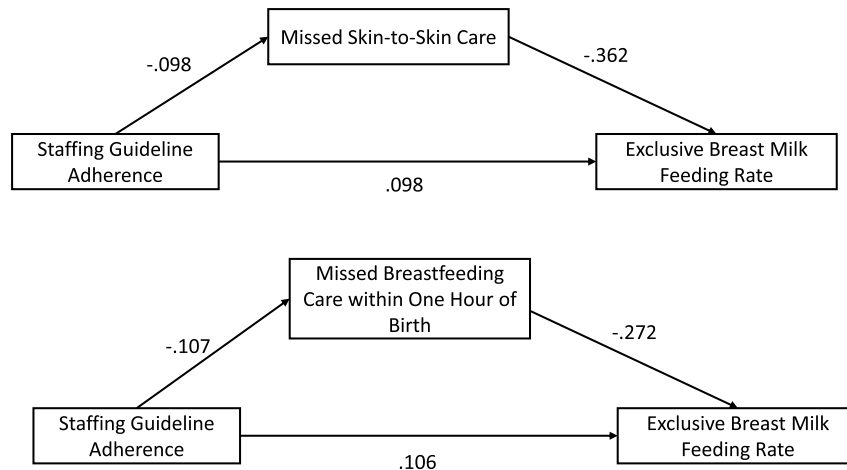 Missed Skin-to-Skin Care
-.098
-.362
Staffing Guideline
Adherence
Exclusive Breast Milk
Feeding Rate
.098
Missed Breastfeeding
Care within One Hour of
Birth
-.107
-.272
Staffing Guideline
Adherence
Exclusive Breast Milk
Feeding Rate
.106